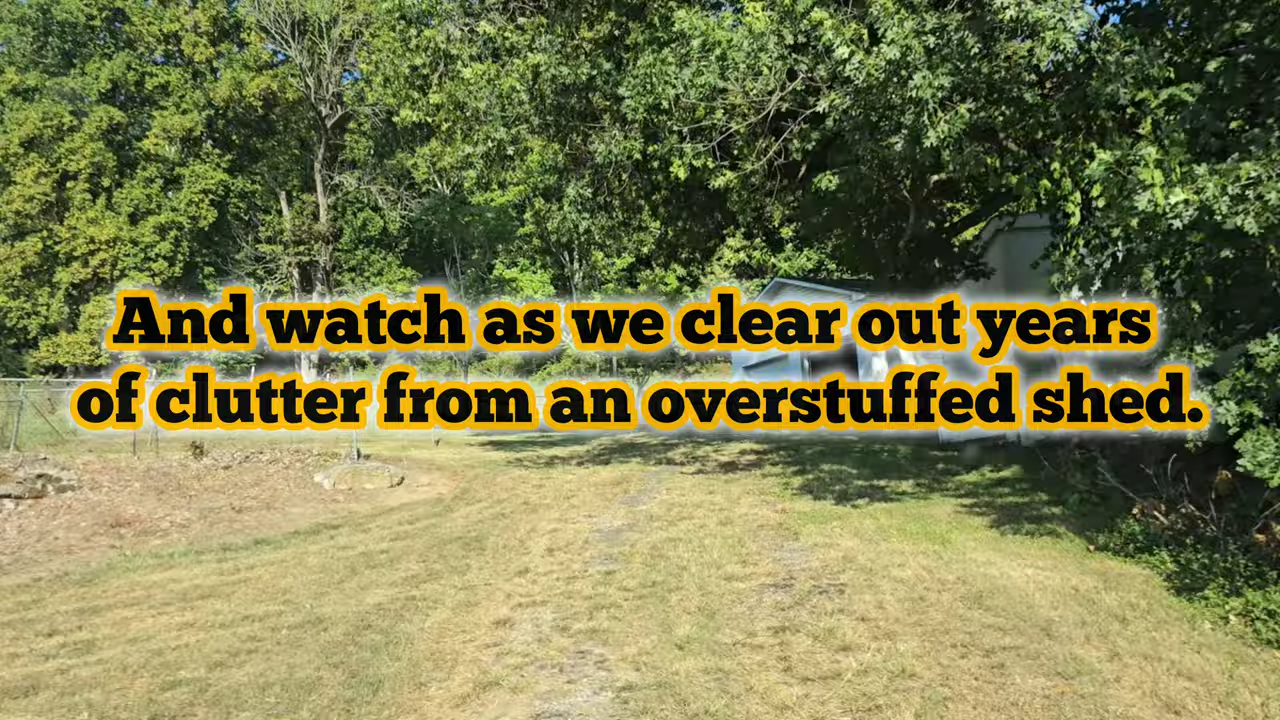 And watch as we clear out years
of clutter from an overstuffed shed.